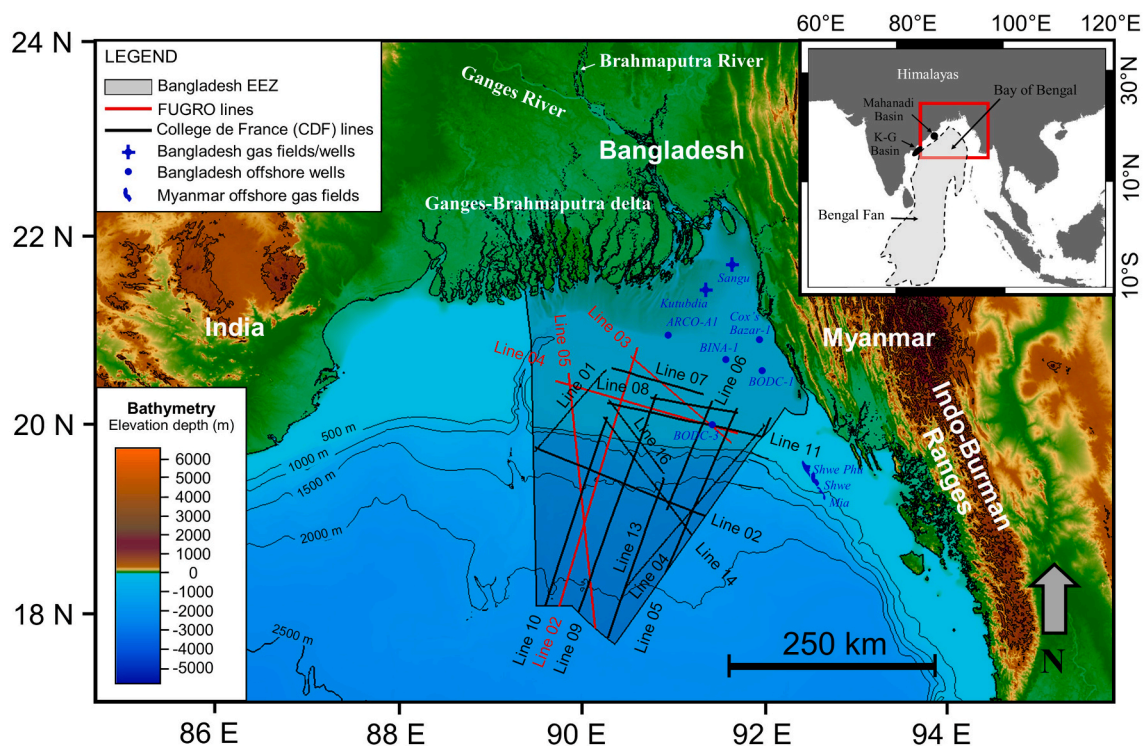 60°E 80°E 100°E 120°E
30°N
10°N
10°S
24 N
22 N
20 N
18 N
86 E 88 E 90 E 92 E 94 E
LEGEND
Bangladesh EEZ
FUGRO lines
College de France (CDF) lines
Bangladesh gas fields/wells
Bangladesh offshore wells
Myanmar offshore gas fields
Brahmaputra River
Ganges River
Bangladesh
Ganges-Brahmaputra delta
Himalayas
Mahanadi
Basin
Bay of Bengal
K-G
Basin
Bengal Fan
India
Myanmar
Indo-Burman
Ranges
Sangu
Kutubdia
ARCO-A1
Cox's
Bazar-1
BINA-1
BODC-1
BODC-3
Shwe Phu
Shwe
Mia
Line 05
Line 03
Line 04
Line 01
Line 07
Line 08
Line 06
Line 16
Line 11
Line 02
Line 13
Line 14
Line 04
Line 05
Line 10
Line 02
Line 09
500 m
1000 m
1500 m
2000 m
2500 m
Bathymetry
Elevation depth (m)
6000
5000
4000
3000
2000
1000
0
-1000
-2000
-3000
-4000
-5000
250 km
N